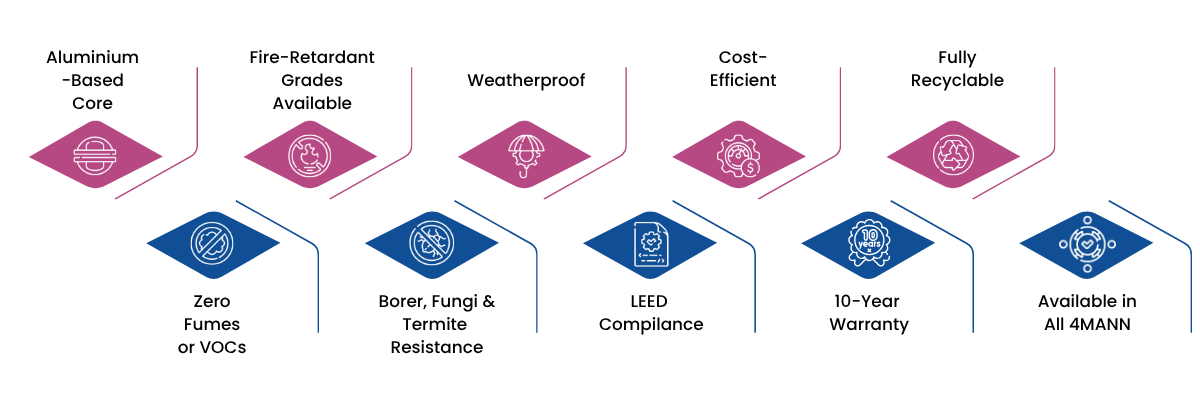 Aluminium
-Based
Core
Fire-Retardant
Grades
Available
Weatherproof
Cost-
Efficient
Fully
Recyclable
$
10
years
Zero
Fumes
or VOCs
Borer, Fungi &
Termite
Resistance
LEED
Compilance
10-Year
Warranty
Available in
All 4MANN